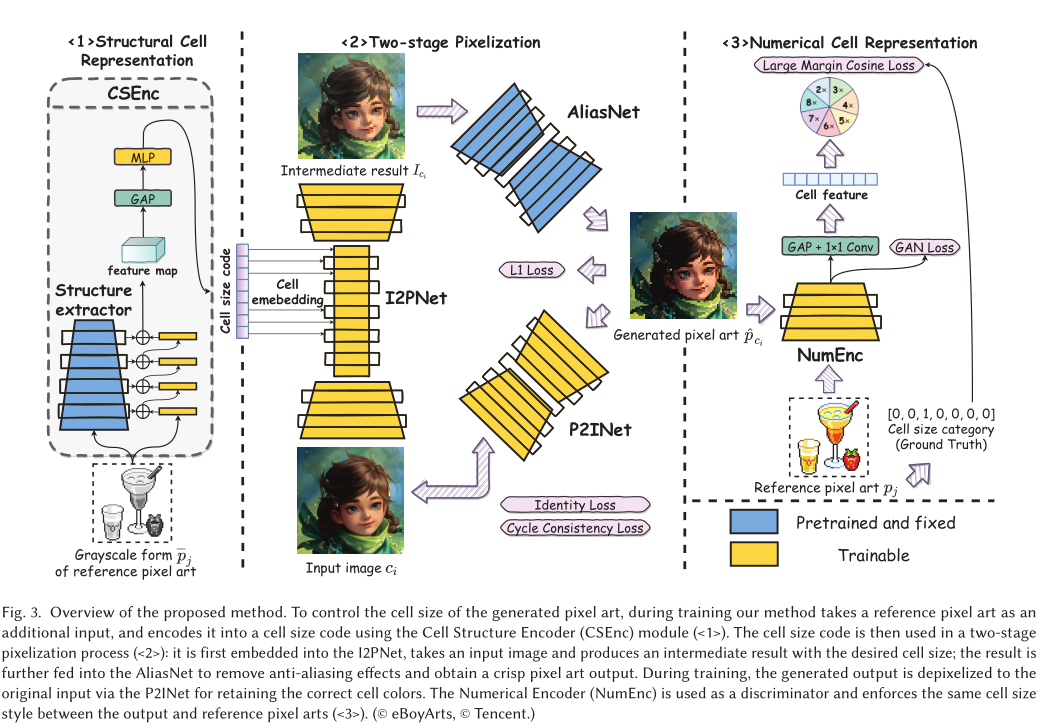 <1>Structural Cell
Representation
CSEnc
MLP
GAP
feature map
Structure
extractor
Grayscale form p̅j
of reference pixel art
<2>Two-stage Pixelization
Intermediate result Ici
AliasNet
Cell size code
Cell
emebedding
I2PNet
L1 Loss
Generated pixel art p̂ci
P2INet
Identity Loss
Cycle Consistency Loss
Input image ci
<3>Numerical Cell Representation
Large Margin Cosine Loss
2×
3×
4×
5×
6×
7×
8×
Cell feature
GAP + 1×1 Conv
GAN Loss
NumEnc
[0, 0, 1, 0, 0, 0, 0]
Cell size category
(Ground Truth)
Reference pixel art pj
Pretrained and fixed
Trainable
Fig. 3. Overview of the proposed method. To control the cell size of the generated pixel art, during training our method takes a reference pixel art as an
additional input, and encodes it into a cell size code using the Cell Structure Encoder (CSEnc) module (<1>). The cell size code is then used in a two-stage
pixelization process (<2>): it is first embedded into the I2PNet, takes an input image and produces an intermediate result with the desired cell size; the result is
further fed into the AliasNet to remove anti-aliasing effects and obtain a crisp pixel art output. During training, the generated output is depixelized to the
original input via the P2INet for retaining the correct cell colors. The Numerical Encoder (NumEnc) is used as a discriminator and enforces the same cell size
style between the output and reference pixel arts (<3>). (© eBoyArts, © Tencent.)